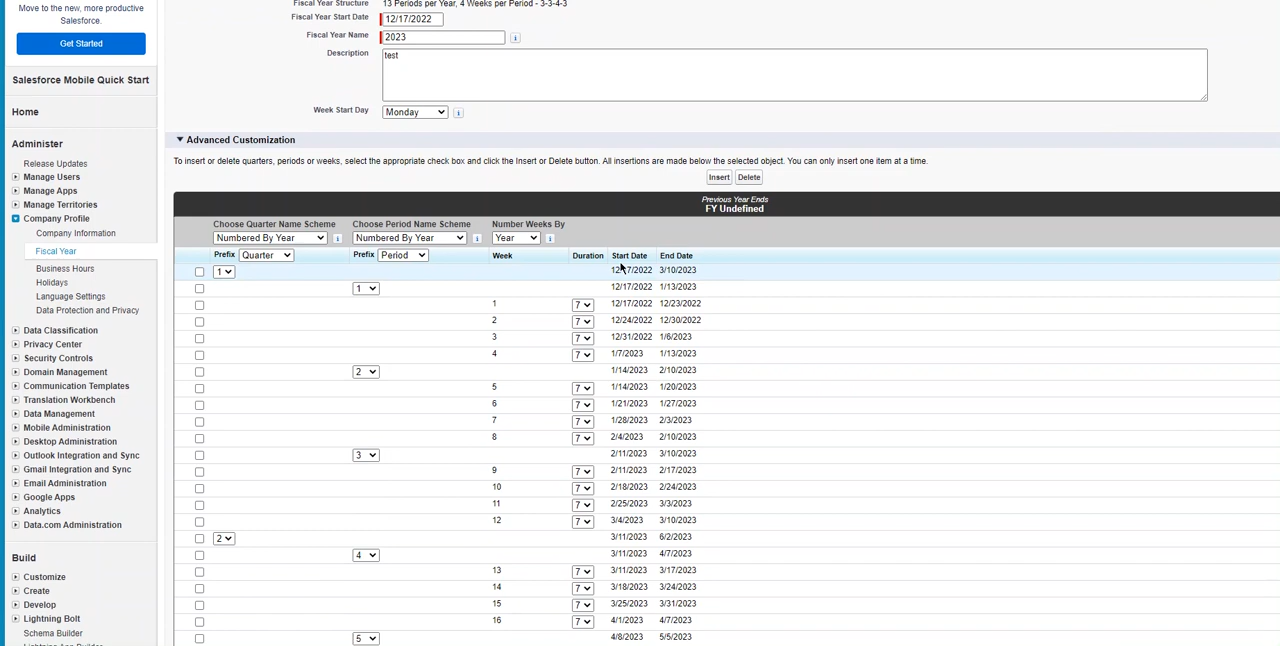 Move to the new, more productive
Salesforce.
Get Started
Salesforce Mobile Quick Start
Home
Administer
Release Updates
Manage Users
Manage Apps
Manage Territories
Company Profile
Company Information
Fiscal Year
Business Hours
Holidays
Language Settings
Data Protection and Privacy
Data Classification
Privacy Center
Security Controls
Domain Management
Communication Templates
Translation Workbench
Data Management
Mobile Administration
Desktop Administration
Outlook Integration and Sync
Gmail Integration and Sync
Email Administration
Google Apps
Analytics
Data.com Administration
Build
Customize
Create
Develop
Lightning Bolt
Schema Builder
Lightning App Builder
Fiscal Year Structure 13 Periods per Year, 4 Weeks per Period - 3-3-4-3
Fiscal Year Start Date 12/17/2022
Fiscal Year Name 2023
Description test
Week Start Day Monday
Advanced Customization
To insert or delete quarters, periods or weeks, select the appropriate check box and click the Insert or Delete button. All insertions are made below the selected object. You can only insert one item at a time.
Insert Delete
Previous Year Ends
FY Undefined
Choose Quarter Name Scheme Choose Period Name Scheme Number Weeks By
Numbered By Year Numbered By Year Year
Prefix Quarter Prefix Period Week Duration Start Date End Date
1 12/17/2022 3/10/2023
1 12/17/2022 1/13/2023
1 7 12/17/2022 12/23/2022
2 7 12/24/2022 12/30/2022
3 7 12/31/2022 1/6/2023
4 7 1/7/2023 1/13/2023
2 1/14/2023 2/10/2023
5 7 1/14/2023 1/20/2023
6 7 1/21/2023 1/27/2023
7 7 1/28/2023 2/3/2023
8 7 2/4/2023 2/10/2023
3 2/11/2023 3/10/2023
9 7 2/11/2023 2/17/2023
10 7 2/18/2023 2/24/2023
11 7 2/25/2023 3/3/2023
12 7 3/4/2023 3/10/2023
2 3/11/2023 6/2/2023
4 3/11/2023 4/7/2023
13 7 3/11/2023 3/17/2023
14 7 3/18/2023 3/24/2023
15 7 3/25/2023 3/31/2023
16 7 4/1/2023 4/7/2023
5 4/8/2023 5/5/2023